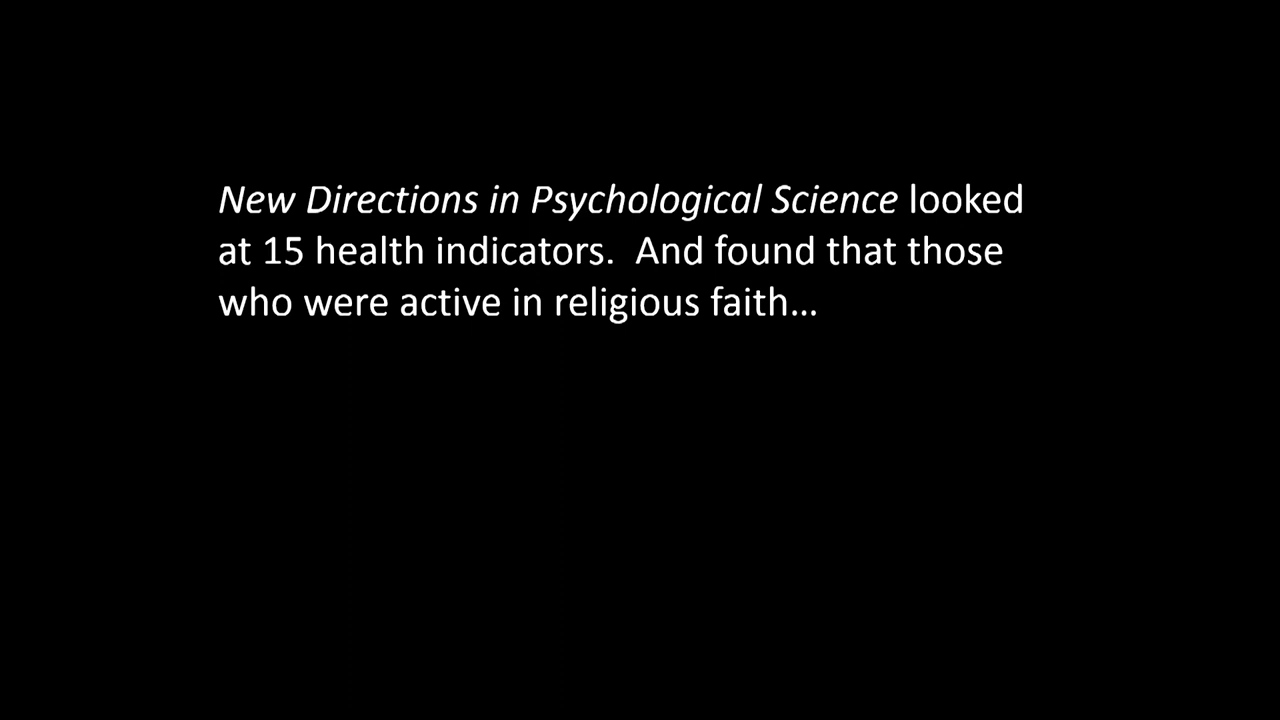 New Directions in Psychological Science looked
at 15 health indicators.  And found that those
who were active in religious faith…